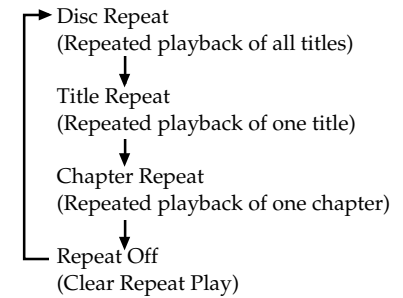 Disc Repeat
(Repeated playback of all titles)
Title Repeat
(Repeated playback of one title)
Chapter Repeat
(Repeated playback of one chapter)
Repeat Off
(Clear Repeat Play)